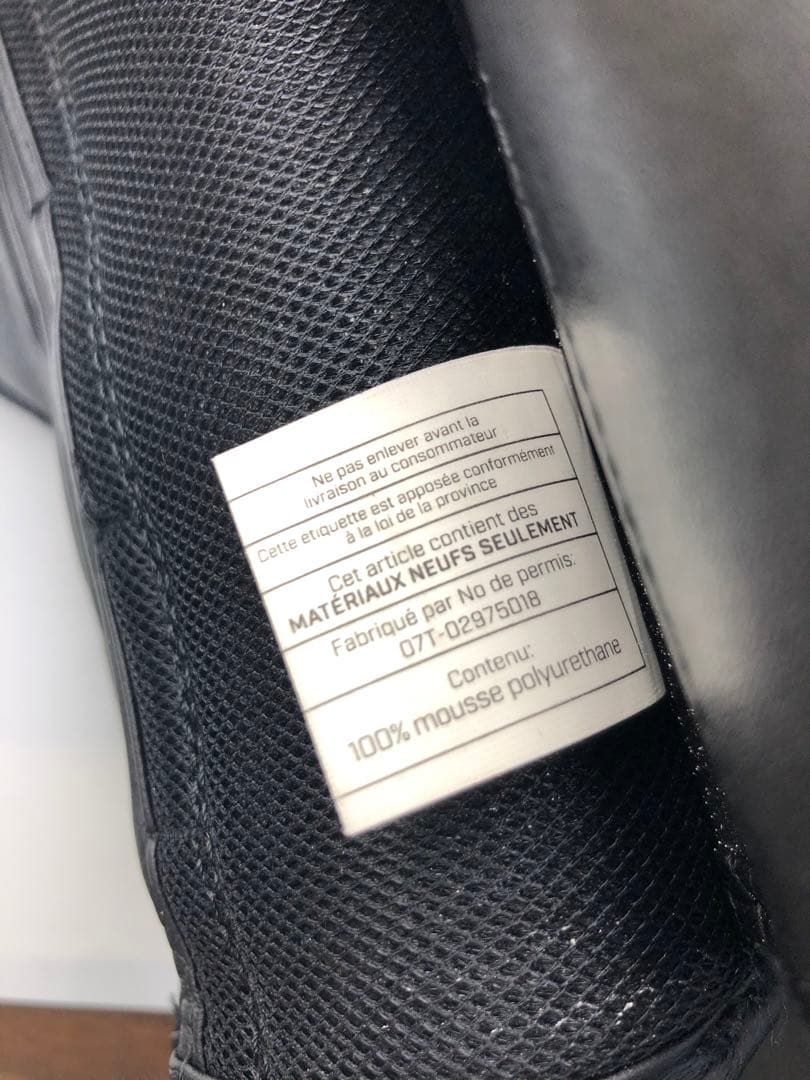 Ne pas enlever avant la
livraison au consommateur
Cette etiquette est apposée conformément
à la loi de la province
Cet article contient des
MATÉRIAUX NEUFS SEULEMENT
Fabriqué par No de permis:
07T-02975018
Contenu:
100% mousse polyurethane